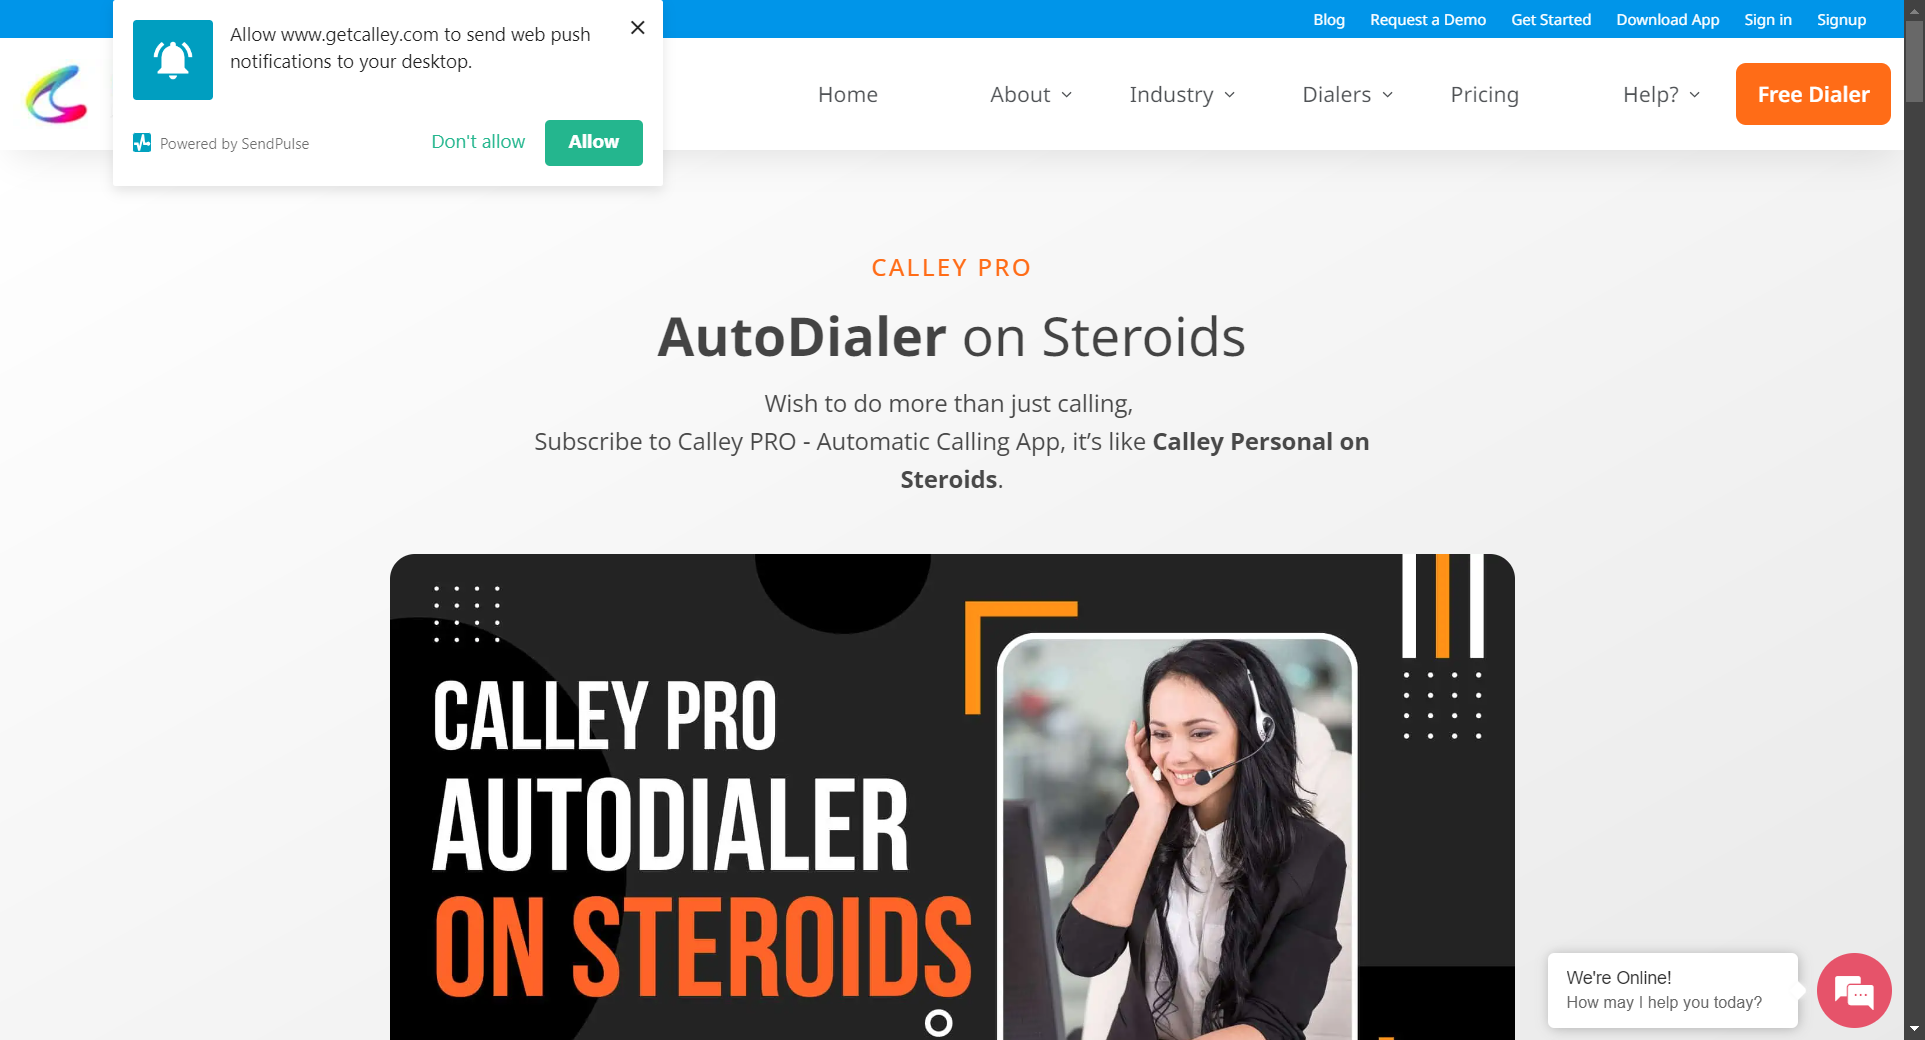 Blog Request a Demo Get Started Download App Sign in Signup
Allow www.getcalley.com to send web push
notifications to your desktop.
Powered by SendPulse
Don't allow
Allow
Home About Industry Dialers Pricing Help? Free Dialer
CALLEY PRO
AutoDialer on Steroids
Wish to do more than just calling,
Subscribe to Calley PRO - Automatic Calling App, it’s like Calley Personal on
Steroids.
CALLEY PRO
AUTODIALER
ON STEROIDS
We're Online!
How may I help you today?